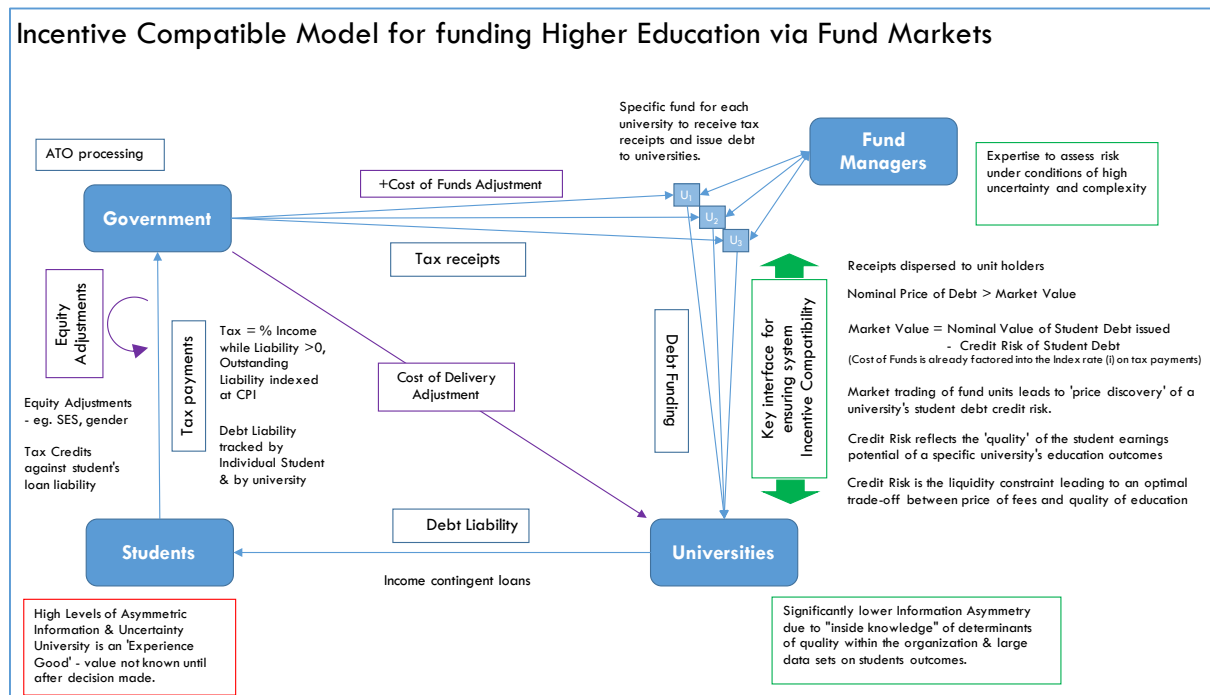 Incentive Compatible Model for funding Higher Education via Fund Markets
ATO processing
Government
+Cost of Funds Adjustment
Tax receipts
Specific fund for each
university to receive tax
receipts and issue debt
to universities.
U1
U2
U3
Fund
Managers
Expertise to assess risk
under conditions of high
uncertainty and complexity
Equity
Adjustments
Equity Adjustments
- eg. SES, gender
Tax Credits
against student's
loan liability
Tax payments
Tax = % Income
while Liability >0,
Outstanding
Liability indexed
at CPI
Debt Liability
tracked by
Individual Student
& by university
Cost of Delivery
Adjustment
Debt Funding
Key interface for
ensuring system
Incentive Compatibility
Receipts dispersed to unit holders
Nominal Price of Debt > Market Value
Market Value = Nominal Value of Student Debt issued
- Credit Risk of Student Debt
(Cost of Funds is already factored into the Index rate (i) on tax payments)
Market trading of fund units leads to 'price discovery' of a
university's student debt credit risk.
Credit Risk reflects the 'quality' of the student earnings
potential of a specific university's education outcomes
Credit Risk is the liquidity constraint leading to an optimal
trade-off between price of fees and quality of education
Students
Debt Liability
Income contingent loans
Universities
High Levels of Asymmetric
Information & Uncertainty
University is an 'Experience
Good' - value not known until
after decision made.
Significantly lower Information Asymmetry
due to "inside knowledge" of determinants
of quality within the organization & large
data sets on students outcomes.